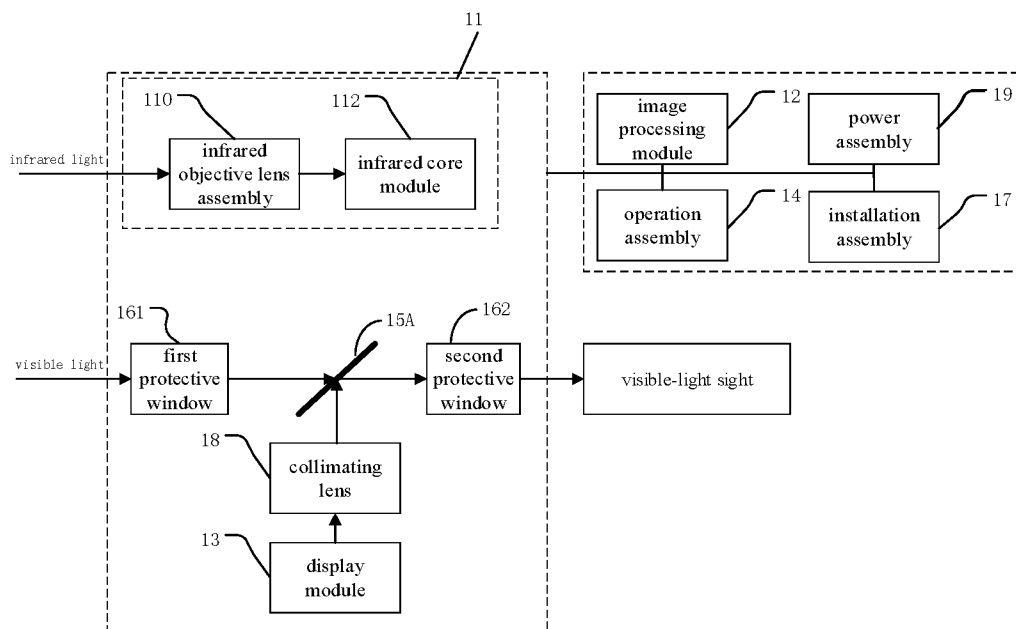 11
110
112
infrared light
infrared
objective lens
assembly
infrared core
module
image
processing
module
12
power
assembly
19
operation
assembly
14
installation
assembly
17
161
15A
162
visible light
first
protective
window
second
protective
window
visible-light sight
18
collimating
lens
13
display
module